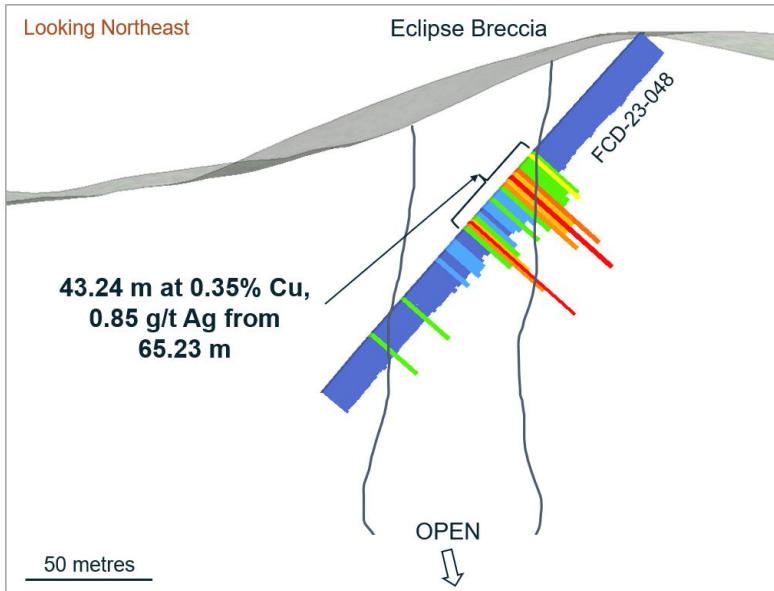 Looking Northeast
Eclipse Breccia
FCD-23-048
43.24 m at 0.35% Cu,
0.85 g/t Ag from
65.23 m
OPEN
50 metres